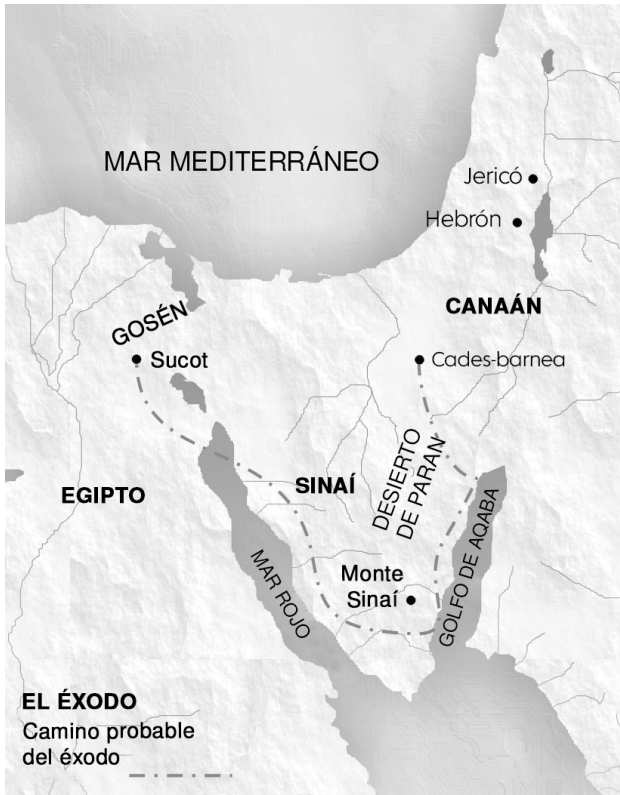 MAR MEDITERRÁNEO
Jericó
Hebrón
CANAÁN
GOSÉN
Sucot
Cades-barnea
EGIPTO
SINAÍ
DESIERTO
DE PARAN
MAR ROJO
Monte
Sinaí
GOLFO DE AQABA
EL ÉXODO
Camino probable
del éxodo